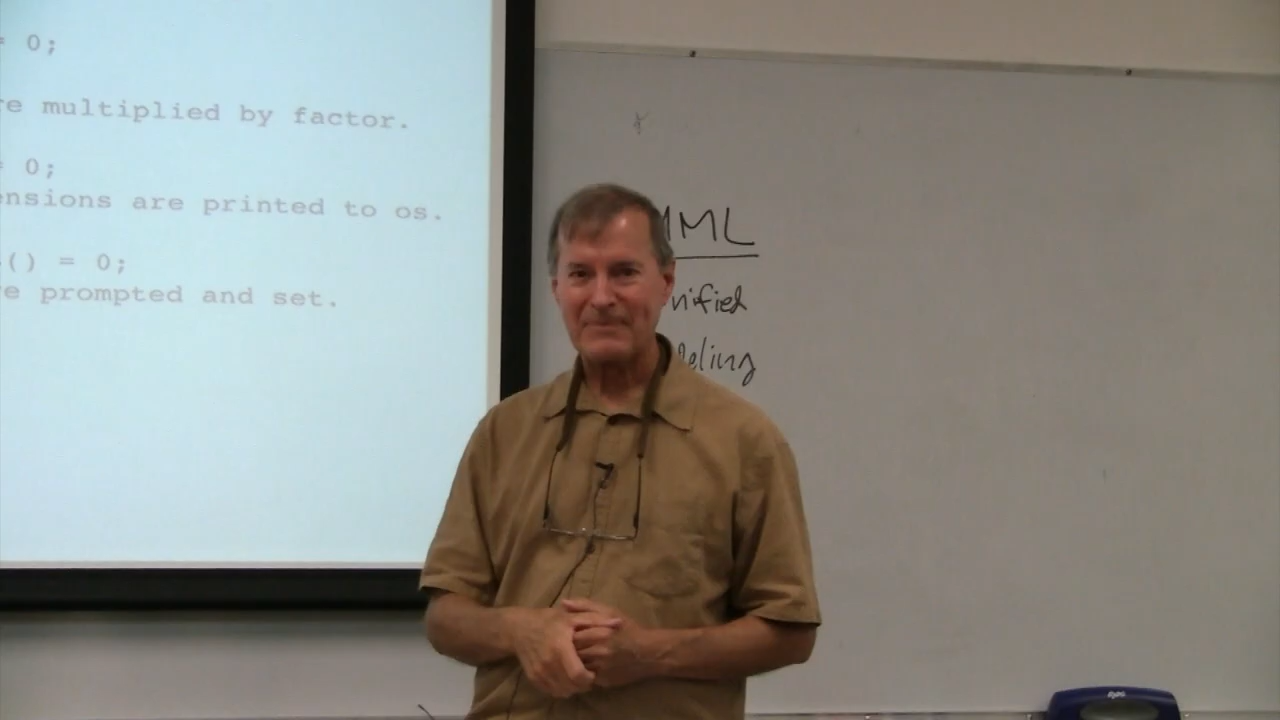 = 0;
re multiplied by factor.
= 0;
ensions are printed to os.
() = 0;
re prompted and set.
ML
nified
eling
EXPO